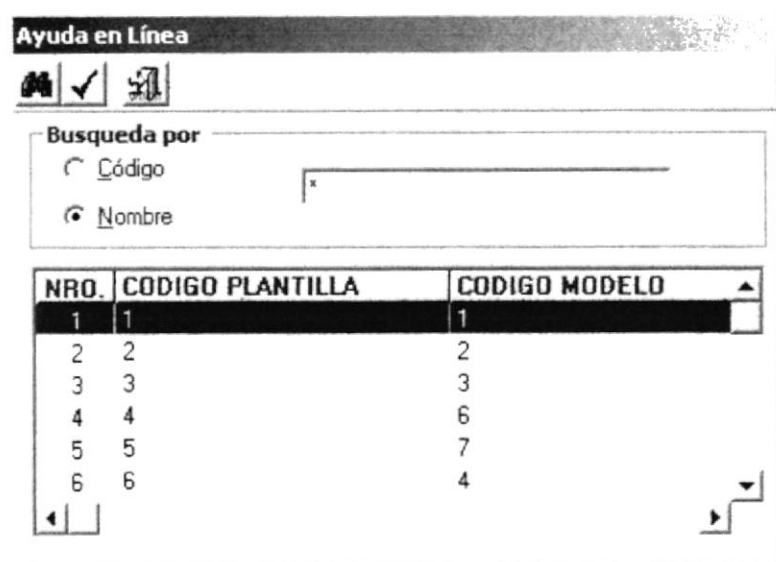 Ayuda en Línea
Busqueda por
Código
*
Nombre
NRO. CODIGO PLANTILLA CODIGO MODELO
1 1 1
2 2 2
3 3 3
4 4 6
5 5 7
6 6 4